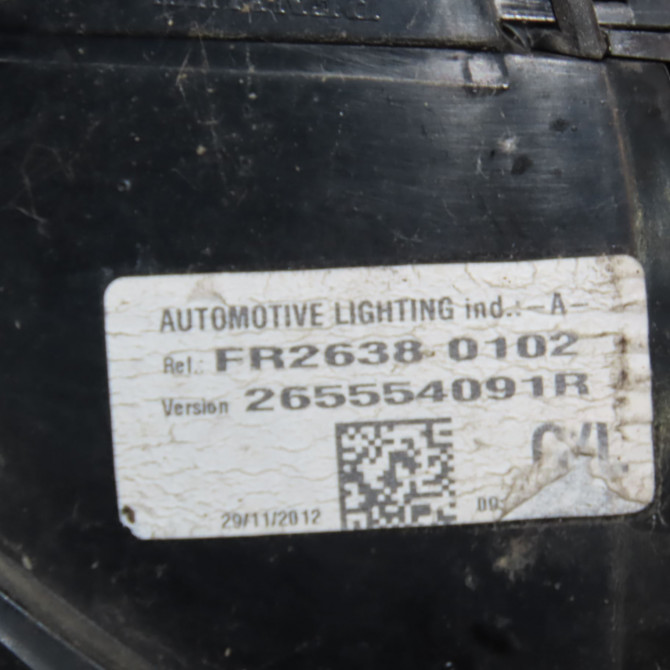 AUTOMOTIVE LIGHTING ind.:-A-
Ref.: FR2638 0102
Version 265554091R
29/11/2012